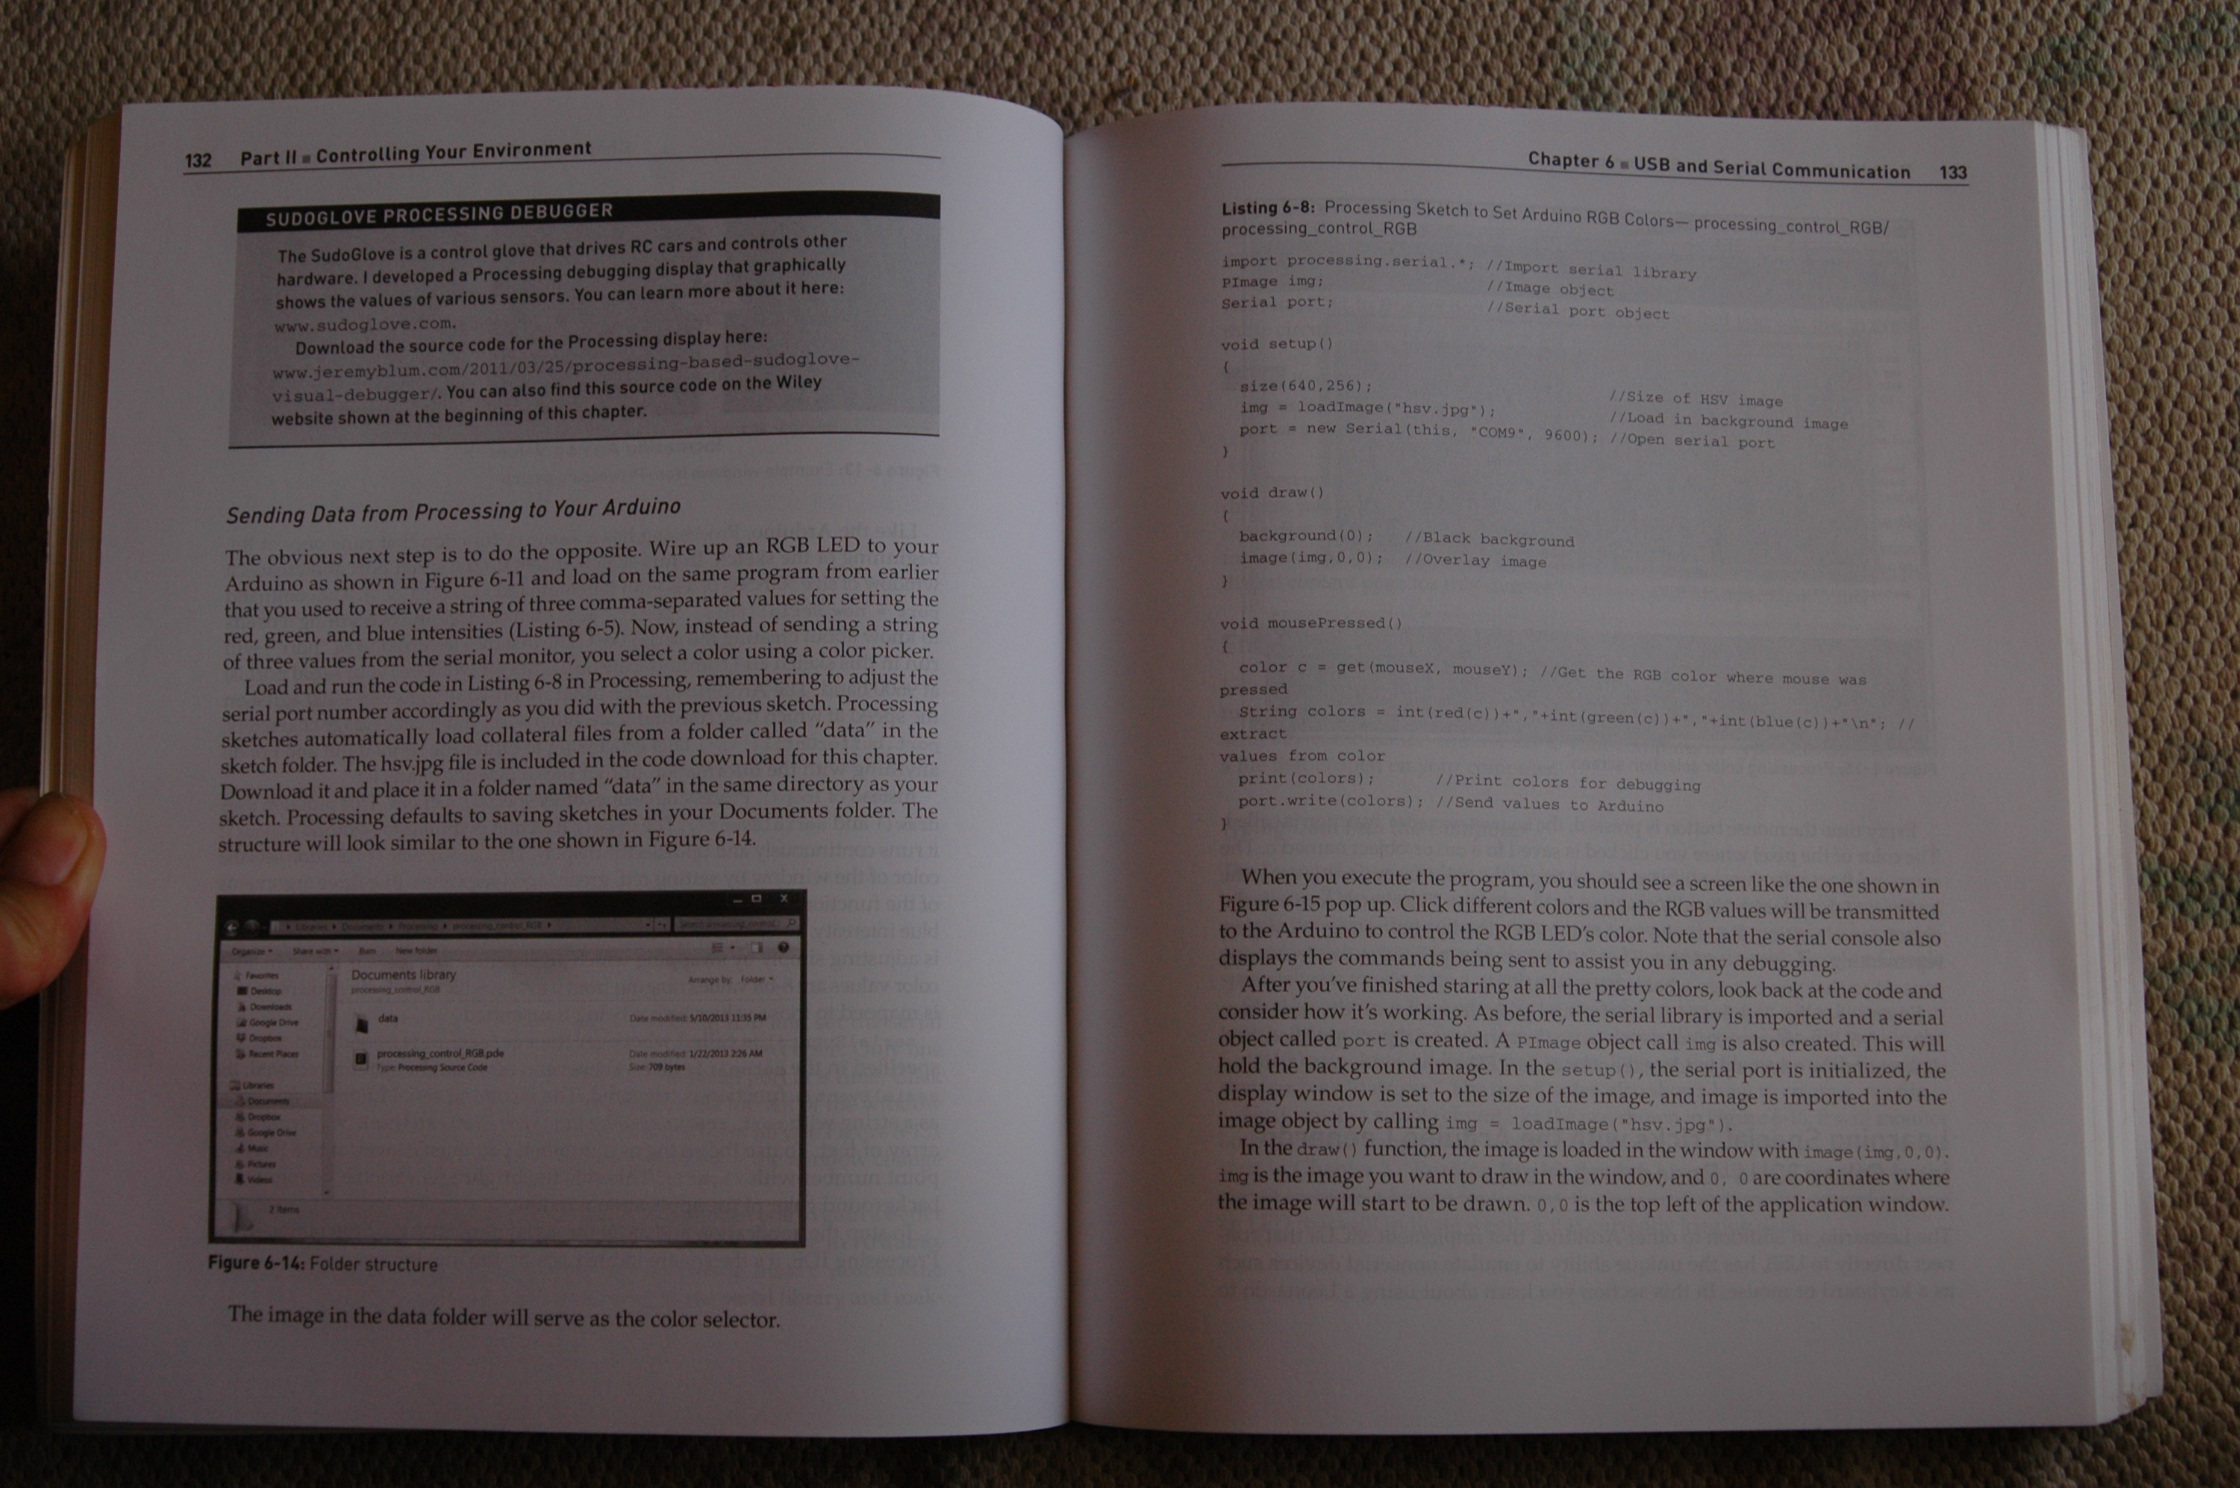 132 Part II ■ Controlling Your Environment
SUDOGLOVE PROCESSING DEBUGGER
The SudoGlove is a control glove that drives RC cars and controls other
hardware. I developed a Processing debugging display that graphically
shows the values of various sensors. You can learn more about it here:
www.sudoglove.com.
Download the source code for the Processing display here:
www.jeremyblum.com/2011/03/25/processing-based-sudoglove-
visual-debugger/. You can also find this source code on the Wiley
website shown at the beginning of this chapter.
Sending Data from Processing to Your Arduino
The obvious next step is to do the opposite. Wire up an RGB LED to your
Arduino as shown in Figure 6-11 and load on the same program from earlier
that you used to receive a string of three comma-separated values for setting the
red, green, and blue intensities (Listing 6-5). Now, instead of sending a string
of three values from the serial monitor, you select a color using a color picker.
Load and run the code in Listing 6-8 in Processing, remembering to adjust the
serial port number accordingly as you did with the previous sketch. Processing
sketches automatically load collateral files from a folder called “data” in the
sketch folder. The hsv.jpg file is included in the code download for this chapter.
Download it and place it in a folder named “data” in the same directory as your
sketch. Processing defaults to saving sketches in your Documents folder. The
structure will look similar to the one shown in Figure 6-14.
Libraries Documents Processing processing_control_RGB
Organize Share with Burn New folder
Documents library
processing_control_RGB
Arrange by: Folder
Favorites
Desktop
Downloads
Google Drive
Dropbox
Recent Places
Libraries
Documents
Dropbox
Google Drive
Music
Pictures
Videos
data Date modified: 5/10/2013 11:35 PM
processing_control_RGB.pde Date modified: 1/22/2013 2:26 AM
Type: Processing Source Code Size: 709 bytes
2 items
Figure 6-14: Folder structure
The image in the data folder will serve as the color selector.
Chapter 6 ■ USB and Serial Communication 133
Listing 6-8: Processing Sketch to Set Arduino RGB Colors— processing_control_RGB/
processing_control_RGB
import processing.serial.*; //Import serial library
PImage img; //Image object
Serial port; //Serial port object
void setup()
{
size(640,256); //Size of HSV image
img = loadImage("hsv.jpg"); //Load in background image
port = new Serial(this, "COM9", 9600); //Open serial port
}
void draw()
{
background(0); //Black background
image(img,0,0); //Overlay image
}
void mousePressed()
{
color c = get(mouseX, mouseY); //Get the RGB color where mouse was
pressed
String colors = int(red(c))+","+int(green(c))+","+int(blue(c))+"\n"; //
extract
values from color
print(colors); //Print colors for debugging
port.write(colors); //Send values to Arduino
}
When you execute the program, you should see a screen like the one shown in
Figure 6-15 pop up. Click different colors and the RGB values will be transmitted
to the Arduino to control the RGB LED’s color. Note that the serial console also
displays the commands being sent to assist you in any debugging.
After you’ve finished staring at all the pretty colors, look back at the code and
consider how it’s working. As before, the serial library is imported and a serial
object called port is created. A PImage object call img is also created. This will
hold the background image. In the setup(), the serial port is initialized, the
display window is set to the size of the image, and image is imported into the
image object by calling img = loadImage("hsv.jpg").
In the draw() function, the image is loaded in the window with image(img,0,0).
img is the image you want to draw in the window, and 0, 0 are coordinates where
the image will start to be drawn. 0,0 is the top left of the application window.